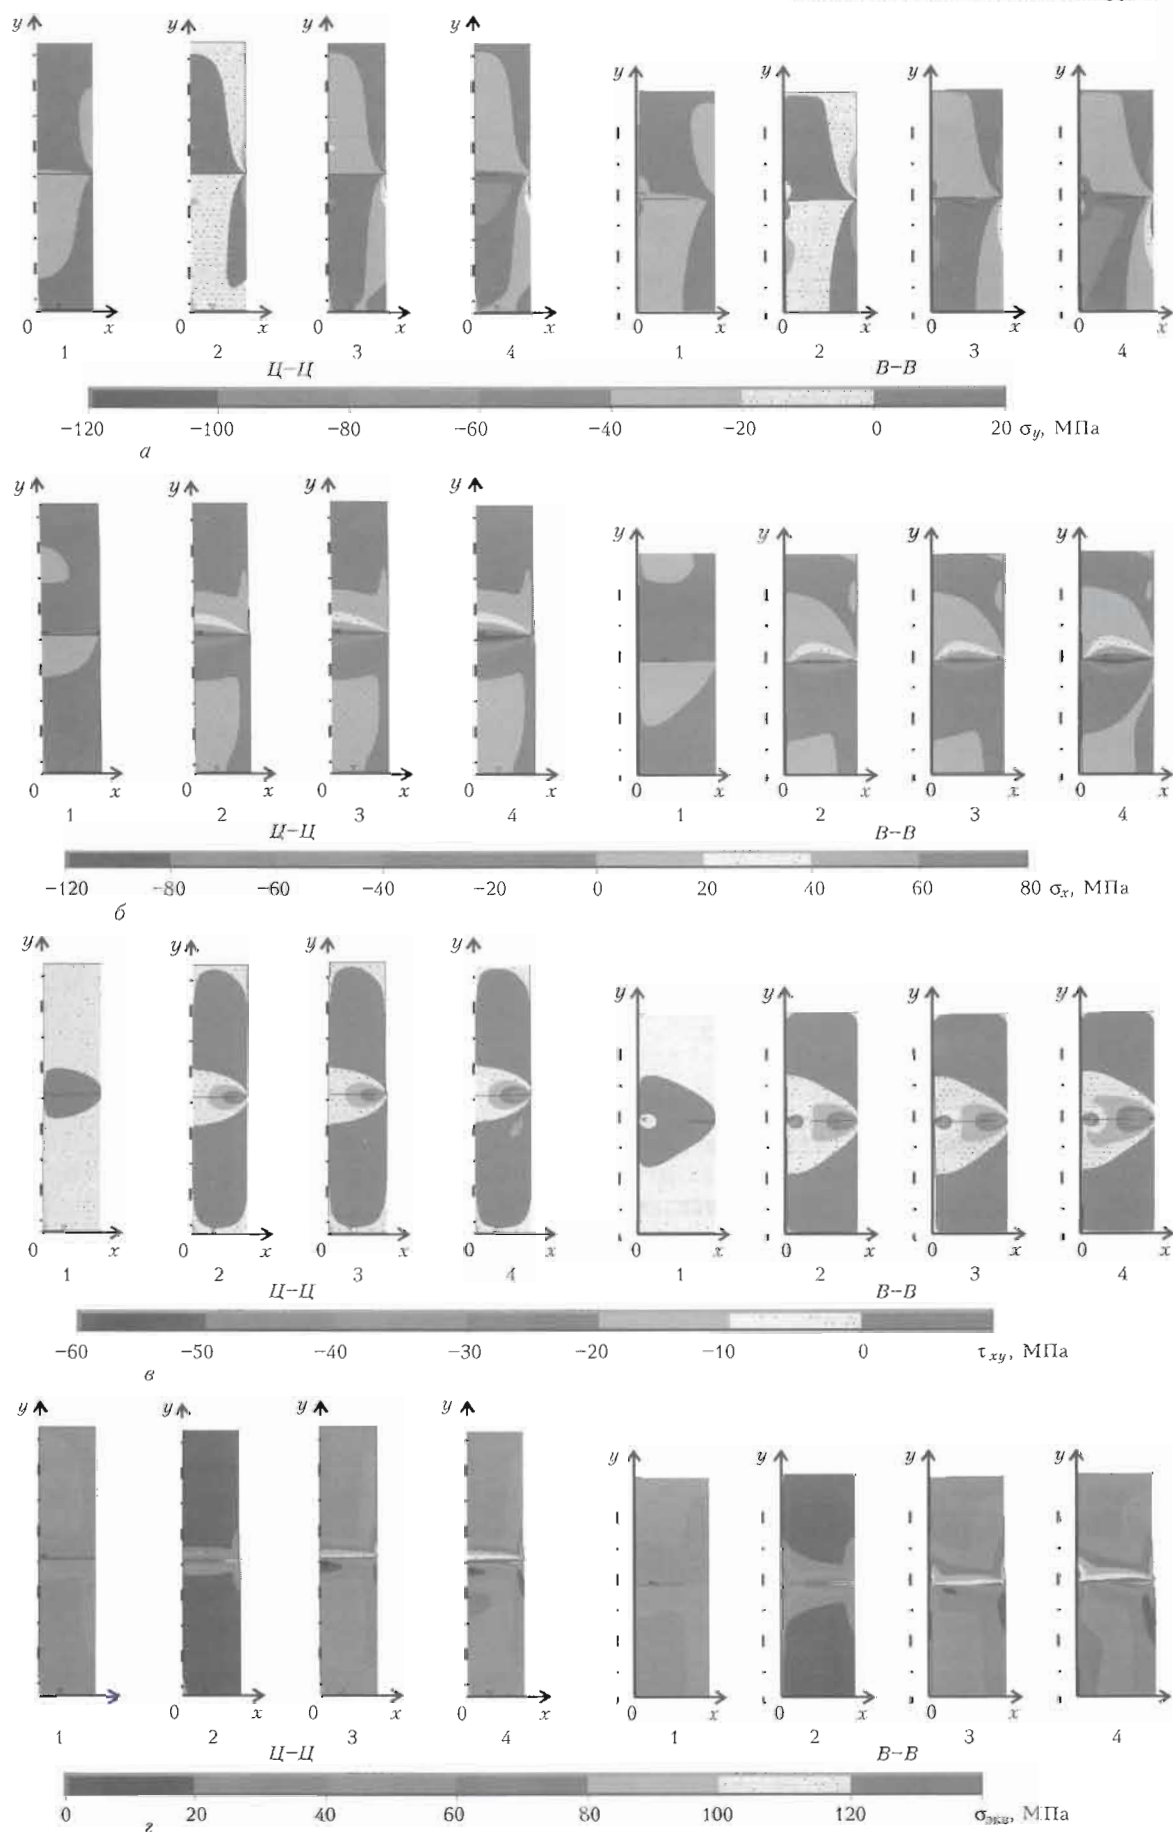 y y y y y y y y
0 x 0 x 0 x 0 x 0 x 0 x 0 x 0 x
1 2 3 4 1 2 3 4
Ц–Ц В–В
−120 −100 −80 −60 −40 −20 0 20 σy, МПа
а
y y y y y y y y
0 x 0 x 0 x 0 x 0 x 0 x 0 x 0 x
1 2 3 4 1 2 3 4
Ц–Ц В–В
−120 −80 −60 −40 −20 0 20 40 60 80 σx, МПа
б
y y y y y y y y
0 x 0 x 0 x 0 x 0 x 0 x 0 x 0 x
1 2 3 4 1 2 3 4
Ц–Ц В–В
−60 −50 −40 −30 −20 −10 0 τxy, МПа
в
y y y y y y y y
0 0 x 0 x 0 x 0 x 0 x 0 x 0 x
1 2 3 4 1 2 3 4
Ц–Ц В–В
0 20 40 60 80 100 120 σэкв, МПа
г